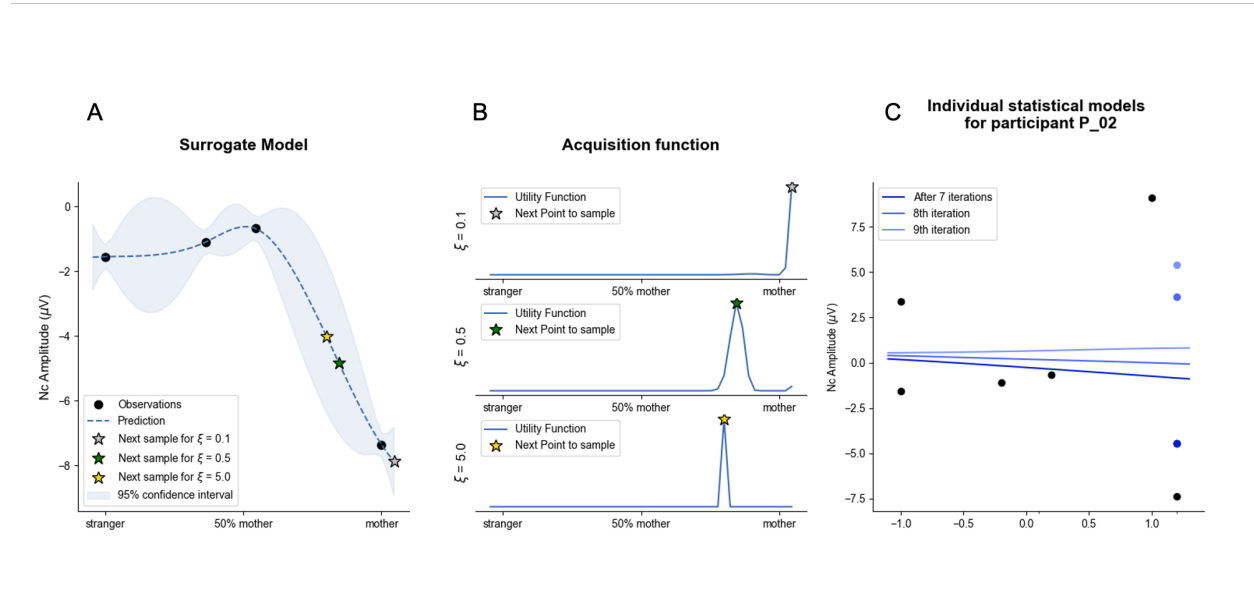 A
Surrogate Model
Nc Amplitude (μV)
0
−2
−4
−6
−8
Observations
Prediction
Next sample for ξ = 0.1
Next sample for ξ = 0.5
Next sample for ξ = 5.0
95% confidence interval
stranger
50% mother
mother
B
Acquisition function
ξ = 0.1
Utility Function
Next Point to sample
stranger
50% mother
mother
ξ = 0.5
Utility Function
Next Point to sample
stranger
50% mother
mother
ξ = 5.0
Utility Function
Next Point to sample
stranger
50% mother
mother
C
Individual statistical models
for participant P_02
Nc Amplitude (μV)
After 7 iterations
8th iteration
9th iteration
7.5
5.0
2.5
0.0
−2.5
−5.0
−7.5
−1.0
−0.5
0.0
0.5
1.0